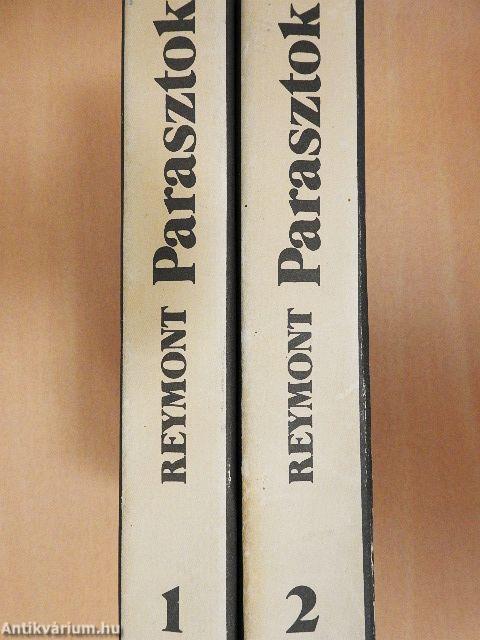 REYMONT Parasztok
1
REYMONT Parasztok
2
Antikvárium.hu